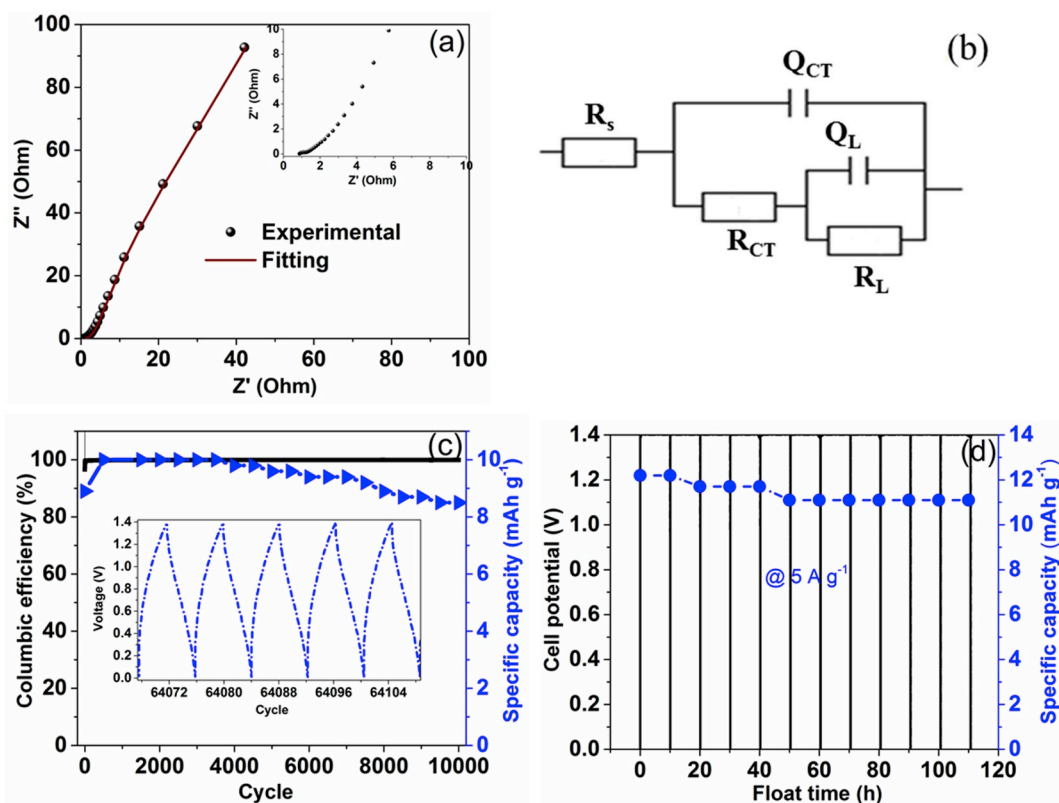 (a)
100
80
60
40
20
0
Z'' (Ohm)
0 20 40 60 80 100
Z' (Ohm)
Experimental
Fitting
10
8
6
4
2
0
Z'' (Ohm)
0 2 4 6 8 10
Z' (Ohm)
(b)
Q_CT
R_s
Q_L
R_CT
R_L
(c)
100
80
60
40
20
0
Columbic efficiency (%)
0 2000 4000 6000 8000 10000
Cycle
10
8
6
4
2
0
Specific capacity (mAh g⁻¹)
1.4
1.2
1.0
0.8
0.6
0.4
0.2
0.0
Voltage (V)
64072 64080 64088 64096 64104
Cycle
(d)
1.4
1.2
1.0
0.8
0.6
0.4
0.2
0.0
Cell potential (V)
@ 5 A g⁻¹
0 20 40 60 80 100 120
Float time (h)
14
12
10
8
6
4
2
0
Specific capacity (mAh g⁻¹)